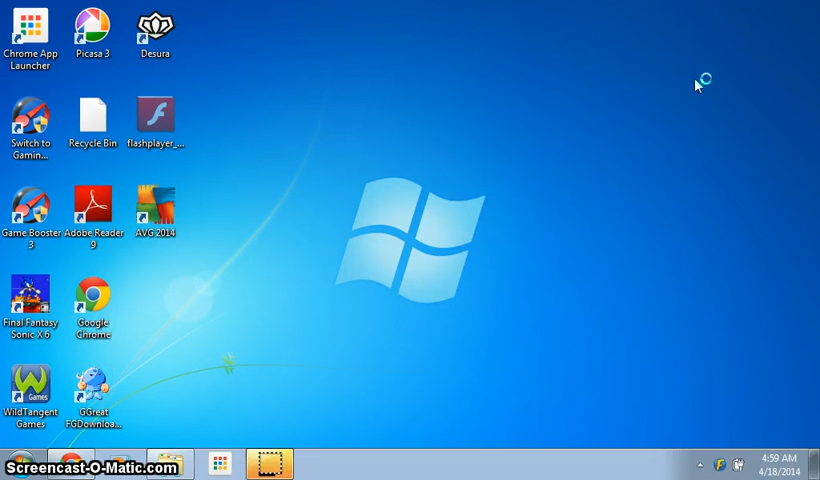 Chrome App
Launcher
Picasa 3
Desura
Switch to
Gamin...
Recycle Bin
flashplayer_...
Game Booster
3
Adobe Reader
9
AVG 2014
Final Fantasy
Sonic X 6
Google
Chrome
Games
WildTangent
Games
GGreat
FGDownloa...
Screencast-O-Matic.com
4:59 AM
4/18/2014